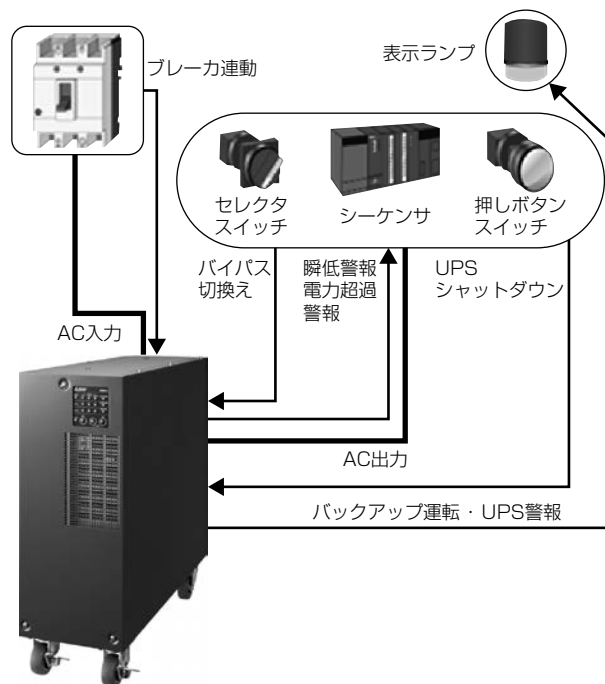 ブレーカ連動
表示ランプ
セレクタ
スイッチ
シーケンサ
押しボタン
スイッチ
バイパス
切換え
瞬低警報
電力超過
警報
UPS
シャットダウン
AC入力
AC出力
バックアップ運転・UPS警報